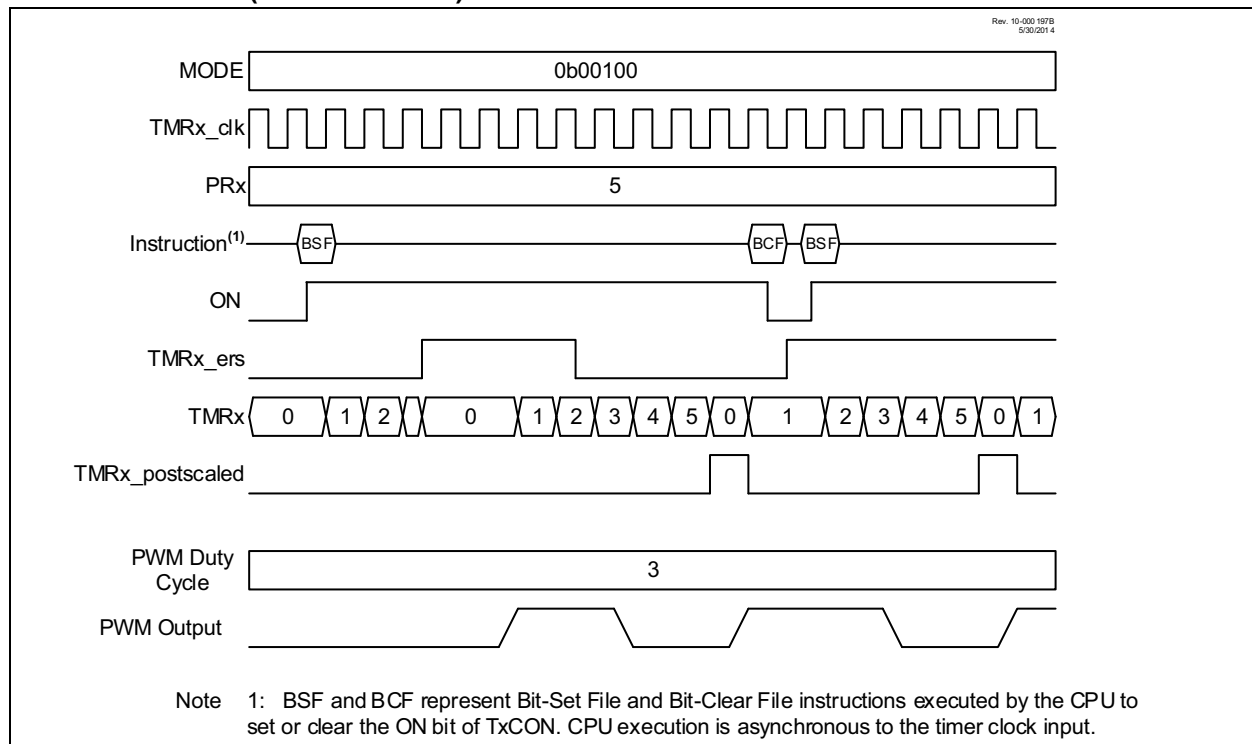 Rev. 10-000 197B
5/30/201 4
MODE 0b00100
TMRx_clk
PRx 5
Instruction(1) BSF BCF BSF
ON
TMRx_ers
TMRx 0 1 2 0 1 2 3 4 5 0 1 2 3 4 5 0 1
TMRx_postscaled
PWM Duty
Cycle 3
PWM Output
Note 1: BSF and BCF represent Bit-Set File and Bit-Clear File instructions executed by the CPU to
set or clear the ON bit of TxCON. CPU execution is asynchronous to the timer clock input.